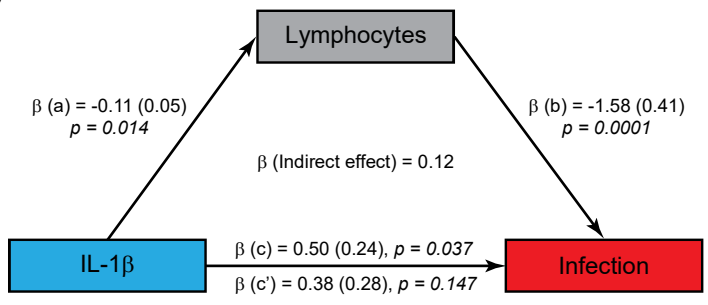 Lymphocytes
β (a) = -0.11 (0.05)
p = 0.014
β (b) = -1.58 (0.41)
p = 0.0001
β (Indirect effect) = 0.12
IL-1β
β (c) = 0.50 (0.24), p = 0.037
β (c') = 0.38 (0.28), p = 0.147
Infection